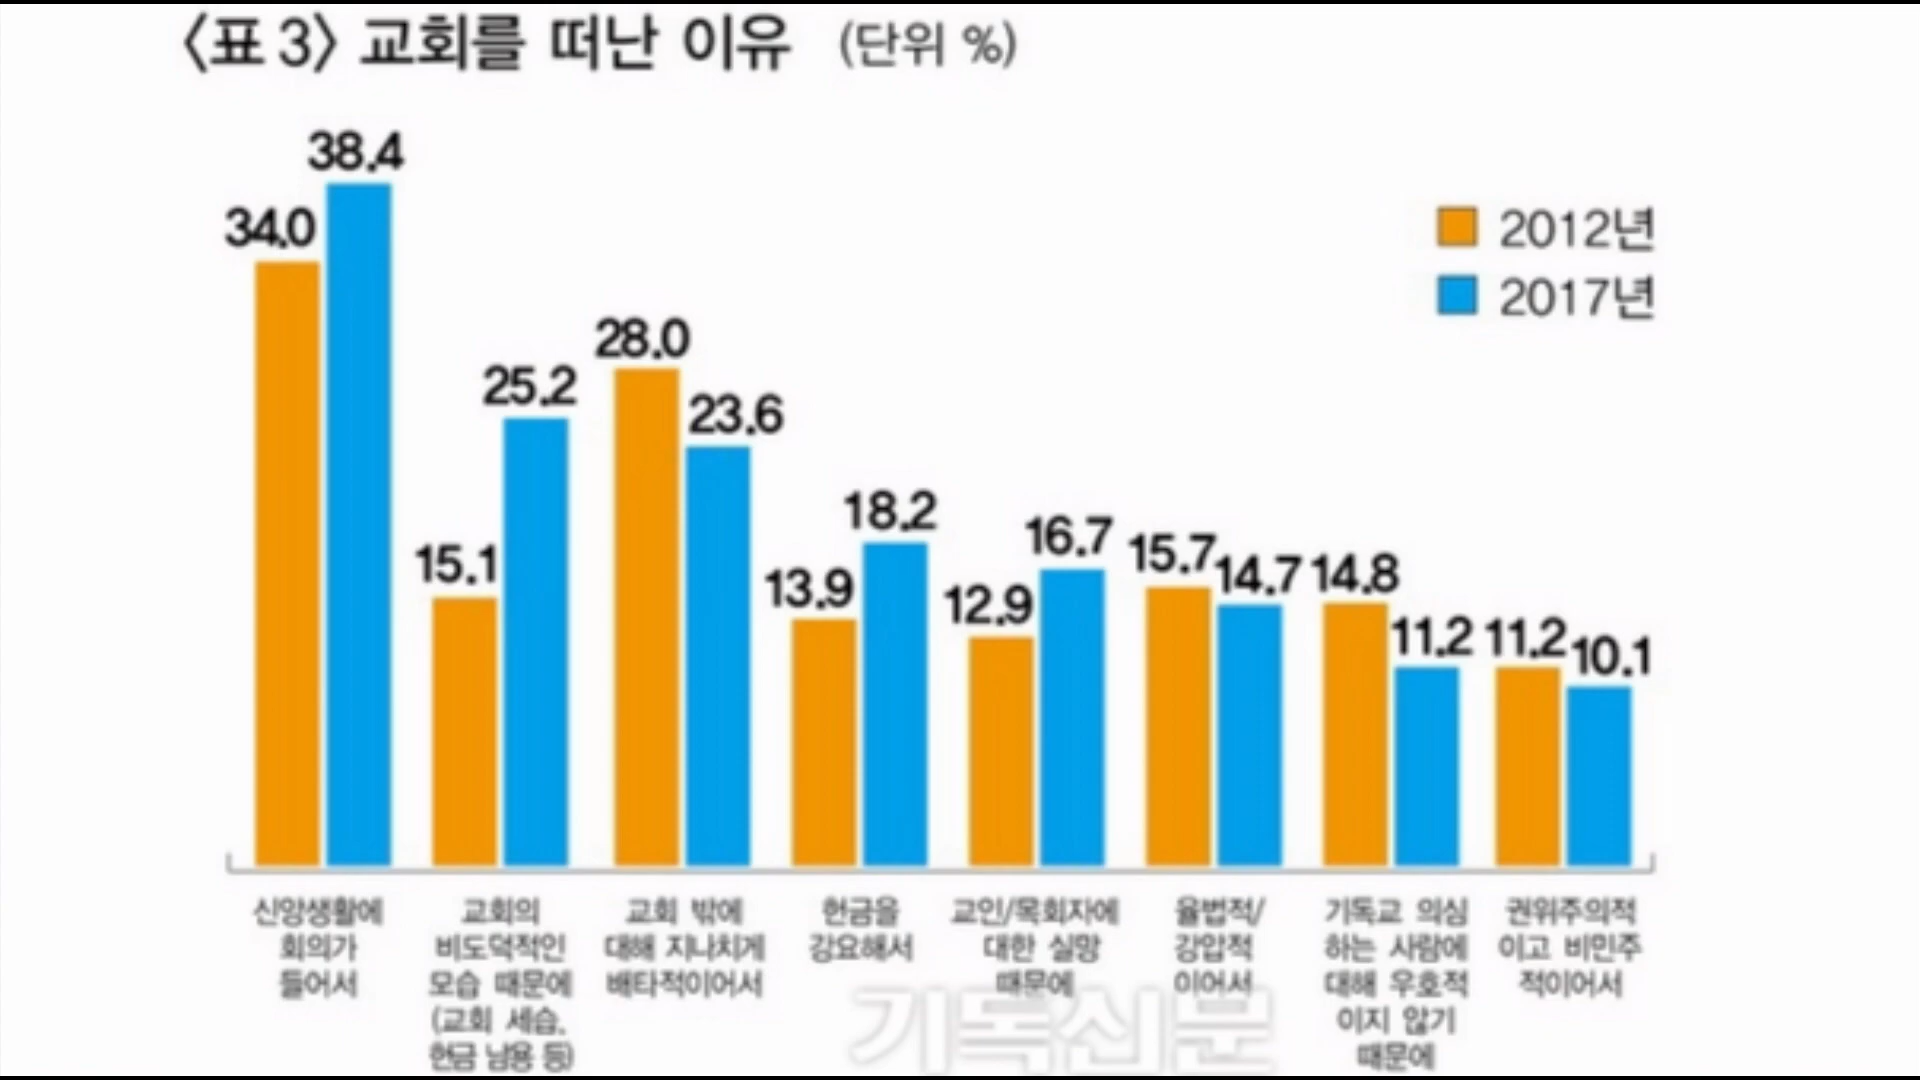 〈표 3〉 교회를 떠난 이유 (단위 %)
38.4
34.0
2012년
2017년
28.0
25.2
23.6
18.2
16.7
15.7
15.1
14.7
14.8
13.9
12.9
11.2
11.2
10.1
신앙생활에
회의가
들어서
교회의
비도덕적인
모습 때문에
(교회 세습,
헌금 남용 등)
교회 밖에
대해 지나치게
배타적이어서
헌금을
강요해서
교인/목회자에
대한 실망
때문에
율법적/
강압적
이어서
기독교 의심
하는 사람에
대해 우호적
이지 않기
때문에
권위주의적
이고 비민주
적이어서
기독신문